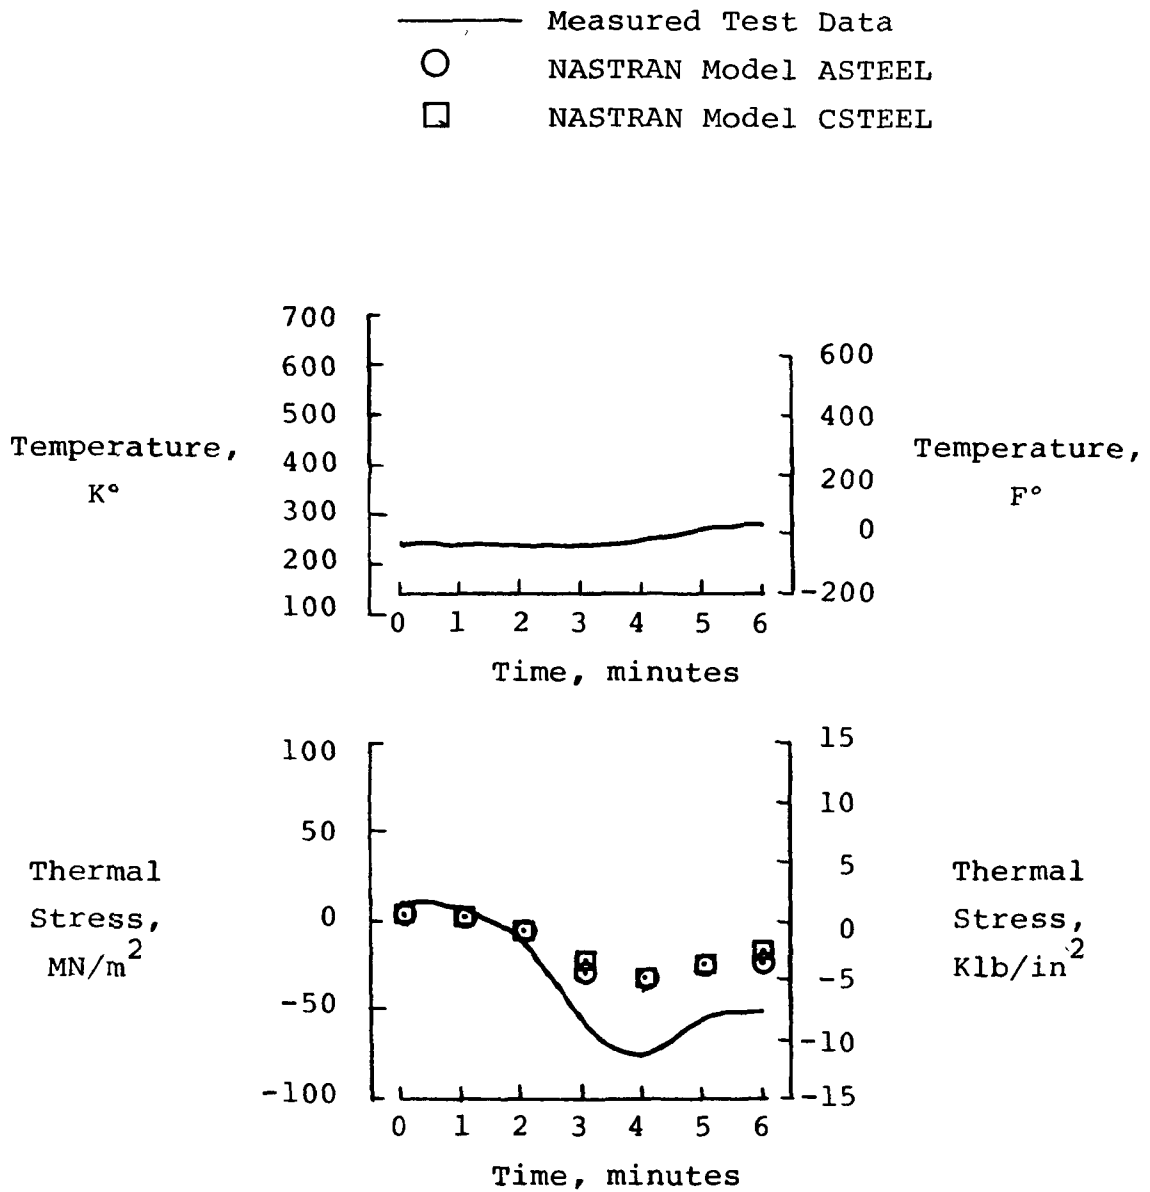 Measured Test Data
NASTRAN Model ASTEEL
NASTRAN Model CSTEEL
700
600
500
400
300
200
100
Temperature,
K°
600
400
200
0
-200
Temperature,
F°
0 1 2 3 4 5 6
Time, minutes
100
50
0
-50
-100
Thermal
Stress,
MN/m²
15
10
5
0
-5
-10
-15
Thermal
Stress,
Klb/in²
0 1 2 3 4 5 6
Time, minutes